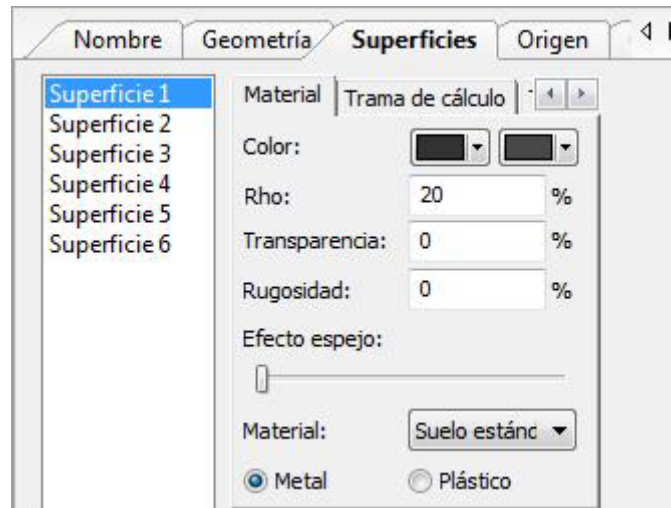 Nombre Geometría Superficies Origen
Superficie 1
Superficie 2
Superficie 3
Superficie 4
Superficie 5
Superficie 6
Material Trama de cálculo
Color:
Rho: 20 %
Transparencia: 0 %
Rugosidad: 0 %
Efecto espejo:
Material: Suelo estánd
Metal Plástico